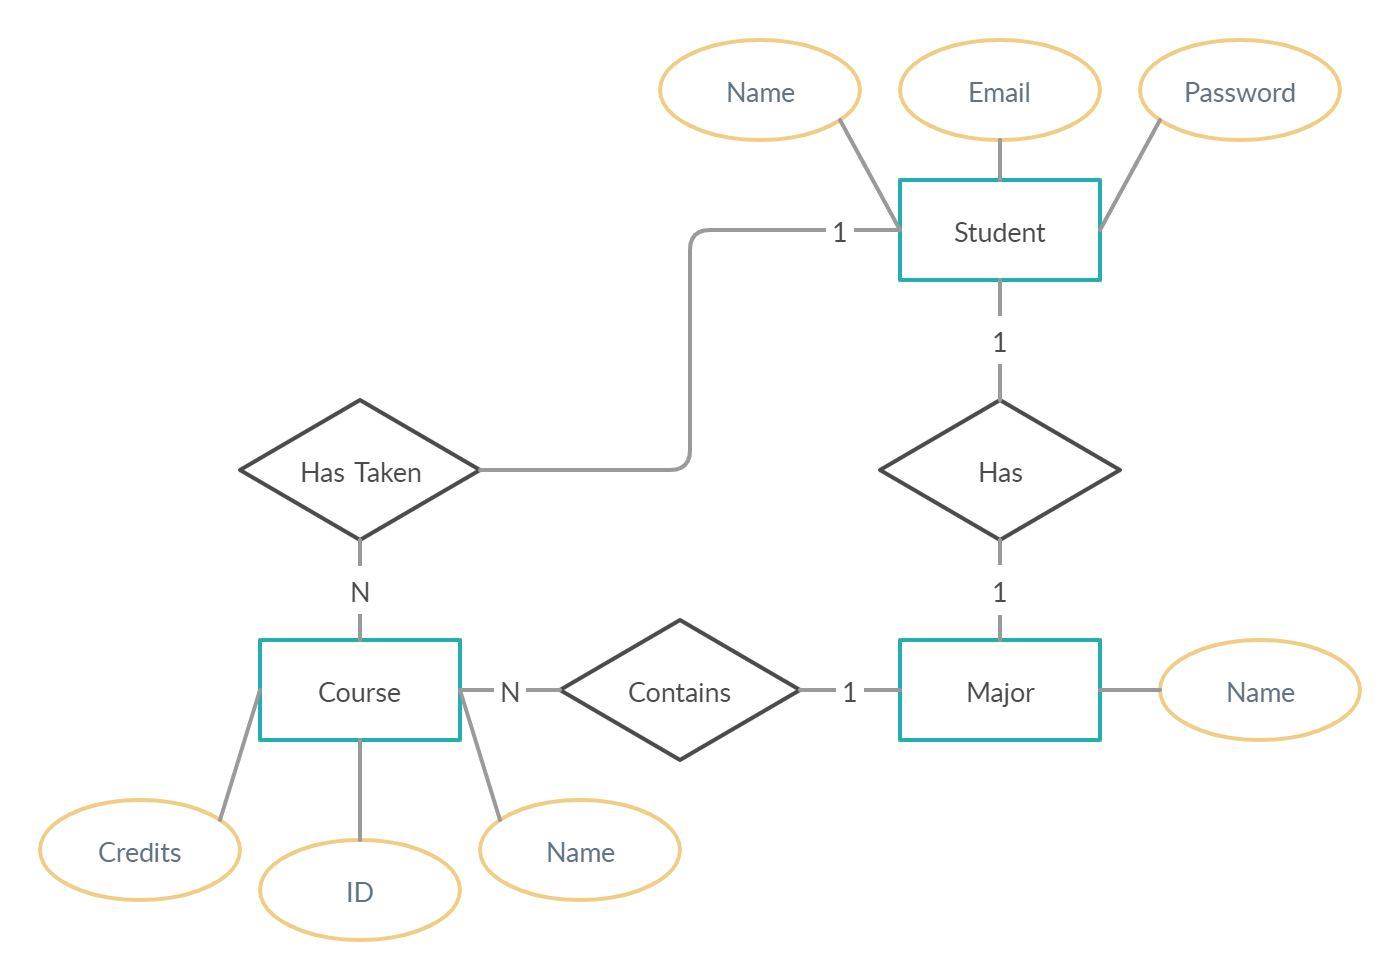 Name
Email
Password
Student
1
1
Has Taken
Has
N
1
Course
N
Contains
1
Major
Name
Credits
ID
Name